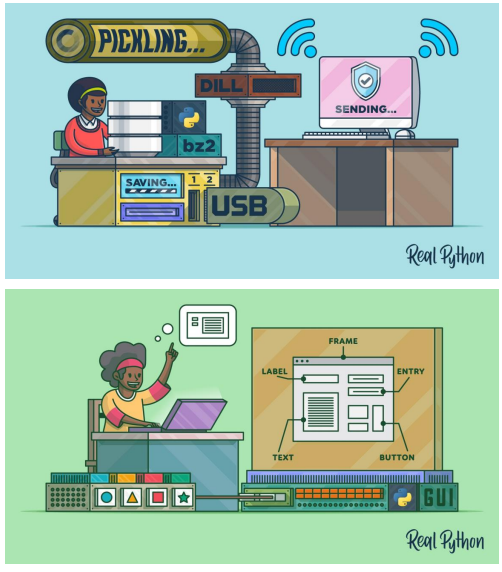 PICKLING...
DILL
SENDING...
bz2
SAVING...
1 2
USB
Real Python
FRAME
LABEL
ENTRY
TEXT
BUTTON
GUI
Real Python